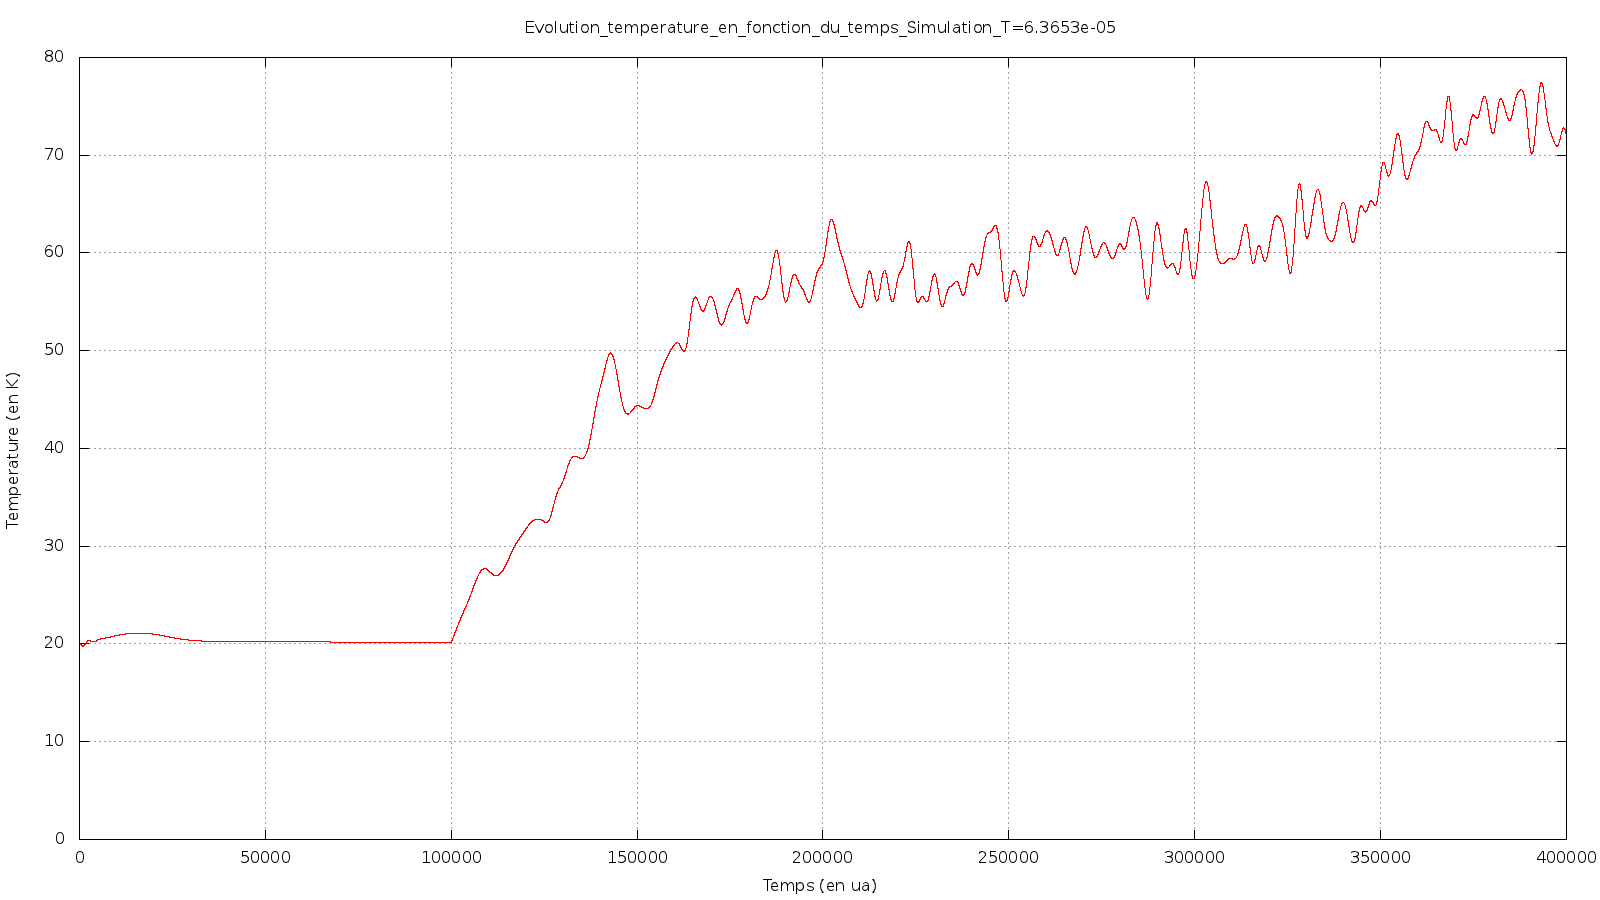 Evolution_temperature_en_fonction_du_temps_Simulation_T=6.3653e-05
80
70
60
50
40
30
20
10
0
Temperature (en K)
0 50000 100000 150000 200000 250000 300000 350000 400000
Temps (en ua)